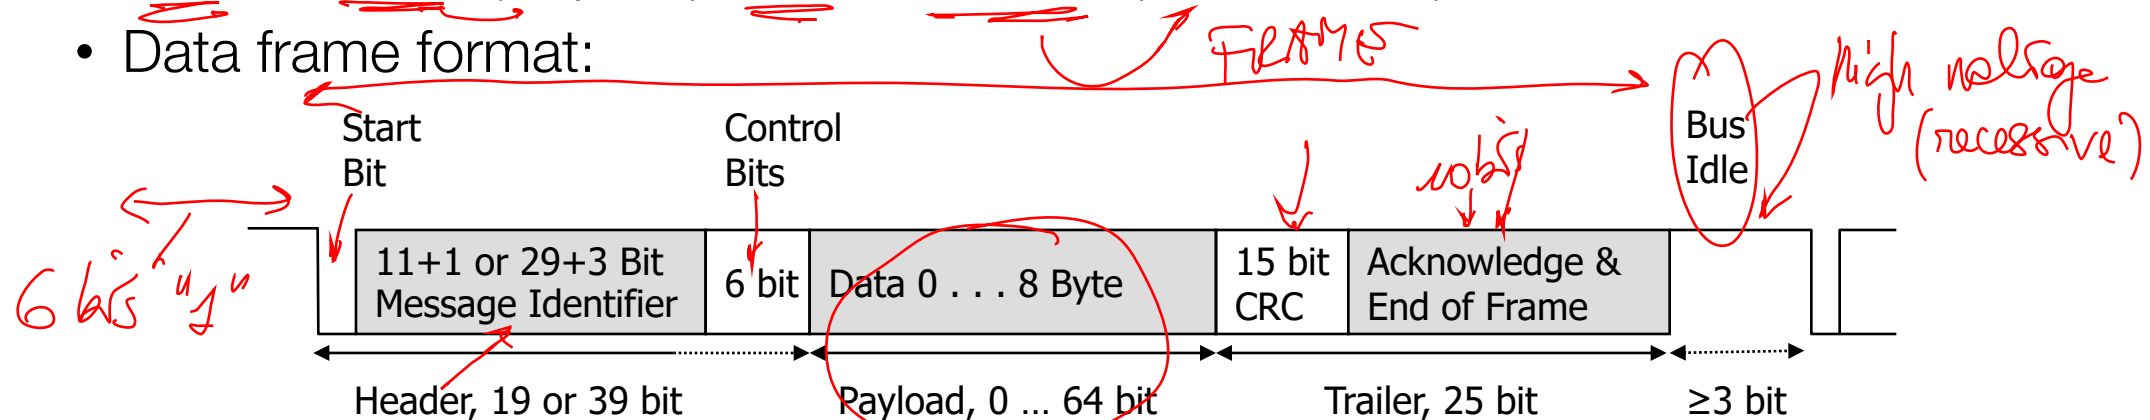 • Data frame format:
FRAME
Start
Bit
Control
Bits
Bus
Idle
high voltage
(recessive)
10 bits
6 bits "1"
11+1 or 29+3 Bit
Message Identifier
6 bit
Data 0 . . . 8 Byte
15 bit
CRC
Acknowledge &
End of Frame
Header, 19 or 39 bit
Payload, 0 ... 64 bit
Trailer, 25 bit
≥3 bit